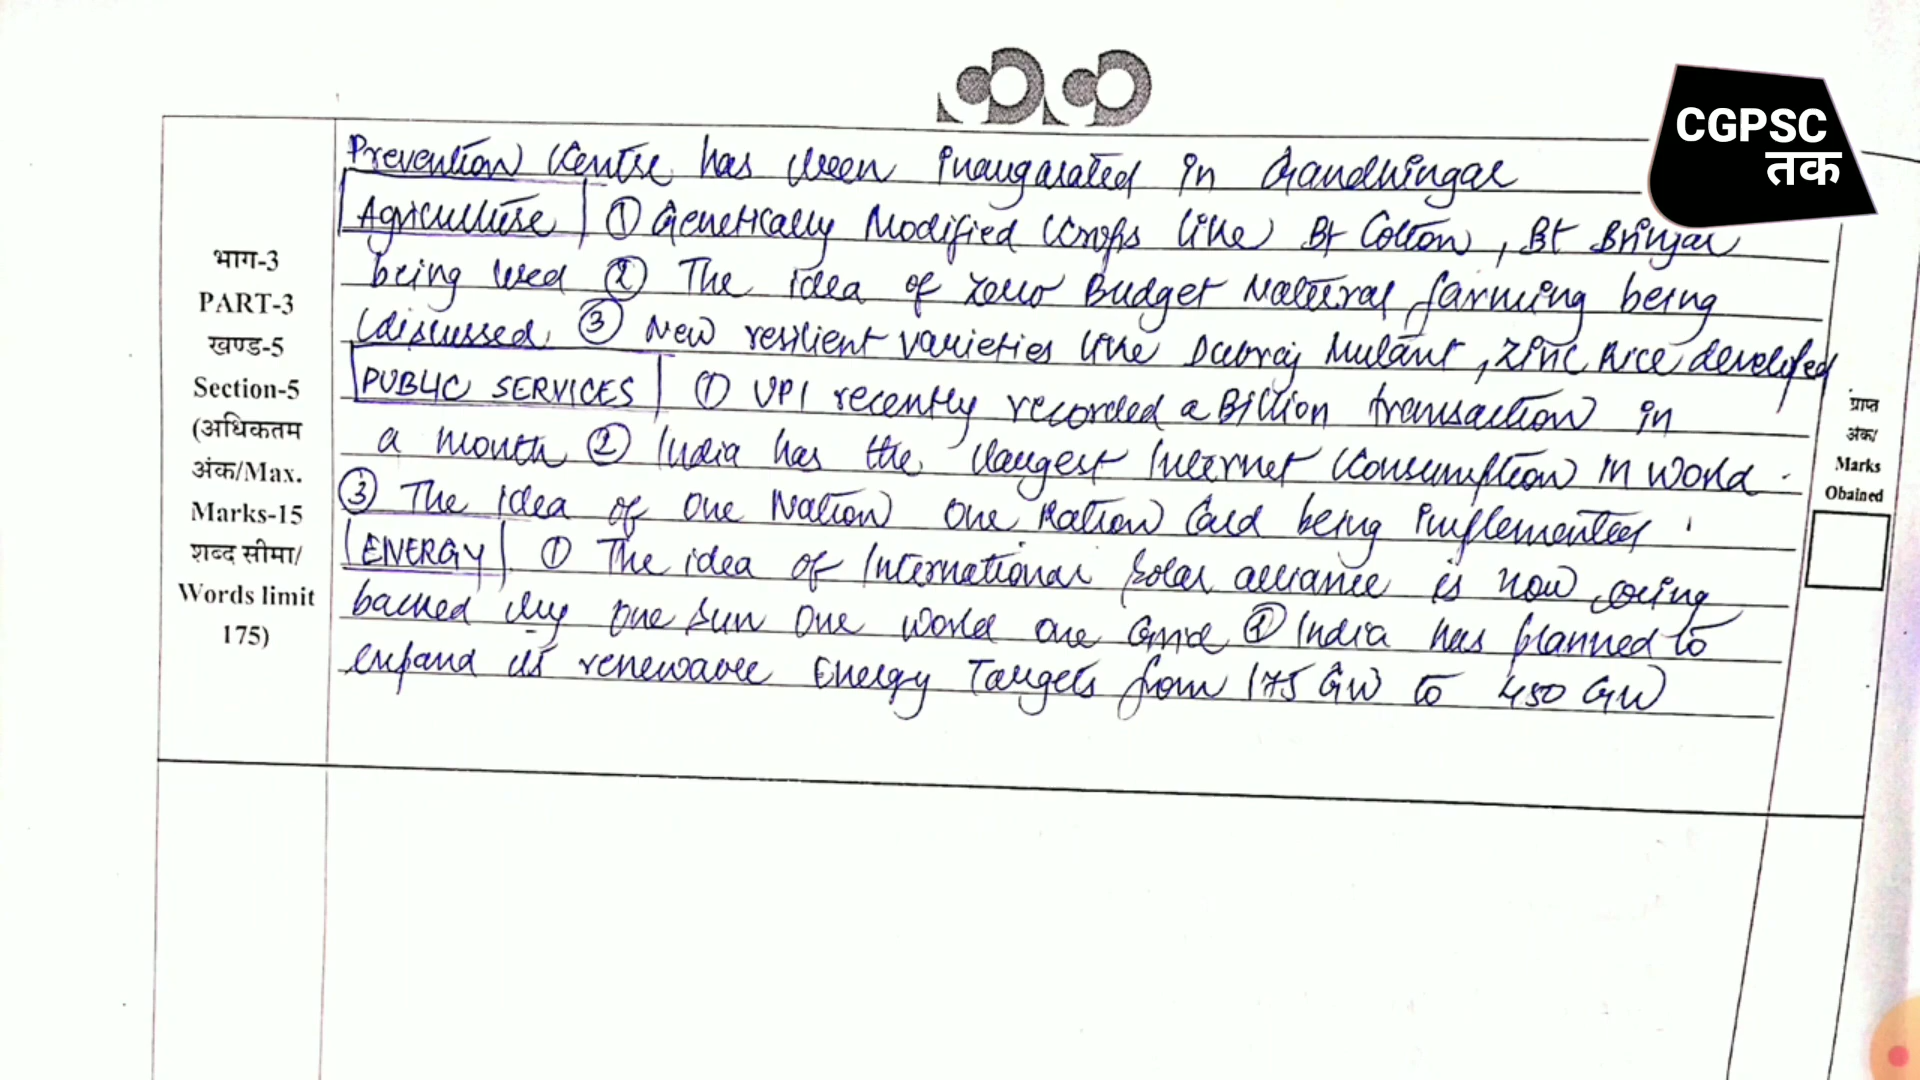 CGPSC
तक
Prevention Centre has been inaugarated in Gandhingar
Agriculture ① Genetically Modified Crops like Bt Cotton, Bt Brinjal
being used ② The idea of Zero Budget Natural farming being
discussed ③ New resilient varieties like Dubraj Mutant, Zinc Rice developed
PUBLIC SERVICES ① UPI recently recorded a Billion transaction in
a month ② India has the largest Internet Consumption in World.
③ The idea of One Nation One Ration Card being implemented.
ENERGY ① The idea of International Solar alliance is now being
backed by One Sun One World One Grid ② India has planned to
expand its renewable Energy Targets from 175 GW to 450 GW
भाग-3
PART-3
खण्ड-5
Section-5
(अधिकतम
अंक/Max.
Marks-15
शब्द सीमा/
Words limit
175)
प्राप्त
अंक/
Marks
Obained